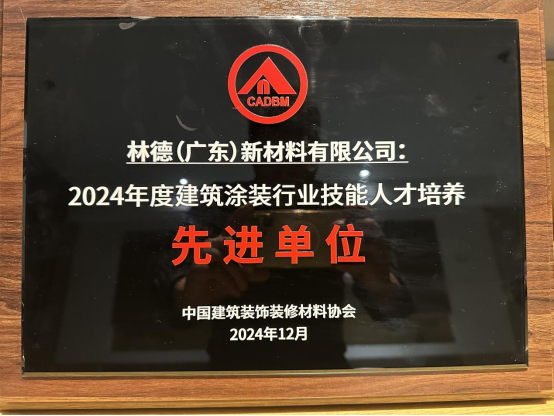 CADBM
林德(广东)新材料有限公司:
2024年度建筑涂装行业技能人才培养
先进单位
中国建筑装饰装修材料协会
2024年12月